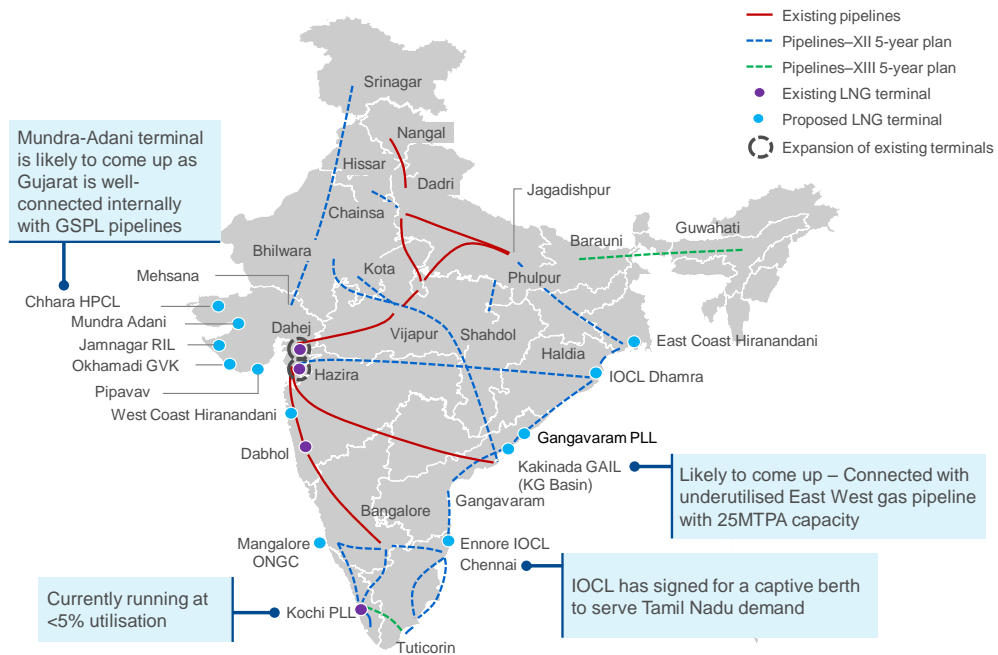 Existing pipelines
Pipelines–XII 5-year plan
Pipelines–XIII 5-year plan
Existing LNG terminal
Proposed LNG terminal
Expansion of existing terminals
Mundra-Adani terminal
is likely to come up as
Gujarat is well-
connected internally
with GSPL pipelines
Srinagar
Nangal
Hissar
Dadri
Jagadishpur
Chainsa
Barauni
Guwahati
Bhilwara
Mehsana
Kota
Phulpur
Chhara HPCL
Mundra Adani
Dahej
Vijapur
Shahdol
Jamnagar RIL
East Coast Hiranandani
Okhamadi GVK
Haldia
Hazira
IOCL Dhamra
Pipavav
West Coast Hiranandani
Gangavaram PLL
Dabhol
Kakinada GAIL
(KG Basin)
Likely to come up – Connected with
underutilised East West gas pipeline
with 25MTPA capacity
Gangavaram
Bangalore
Mangalore
ONGC
Ennore IOCL
Chennai
IOCL has signed for a captive berth
to serve Tamil Nadu demand
Currently running at
<5% utilisation
Kochi PLL
Tuticorin